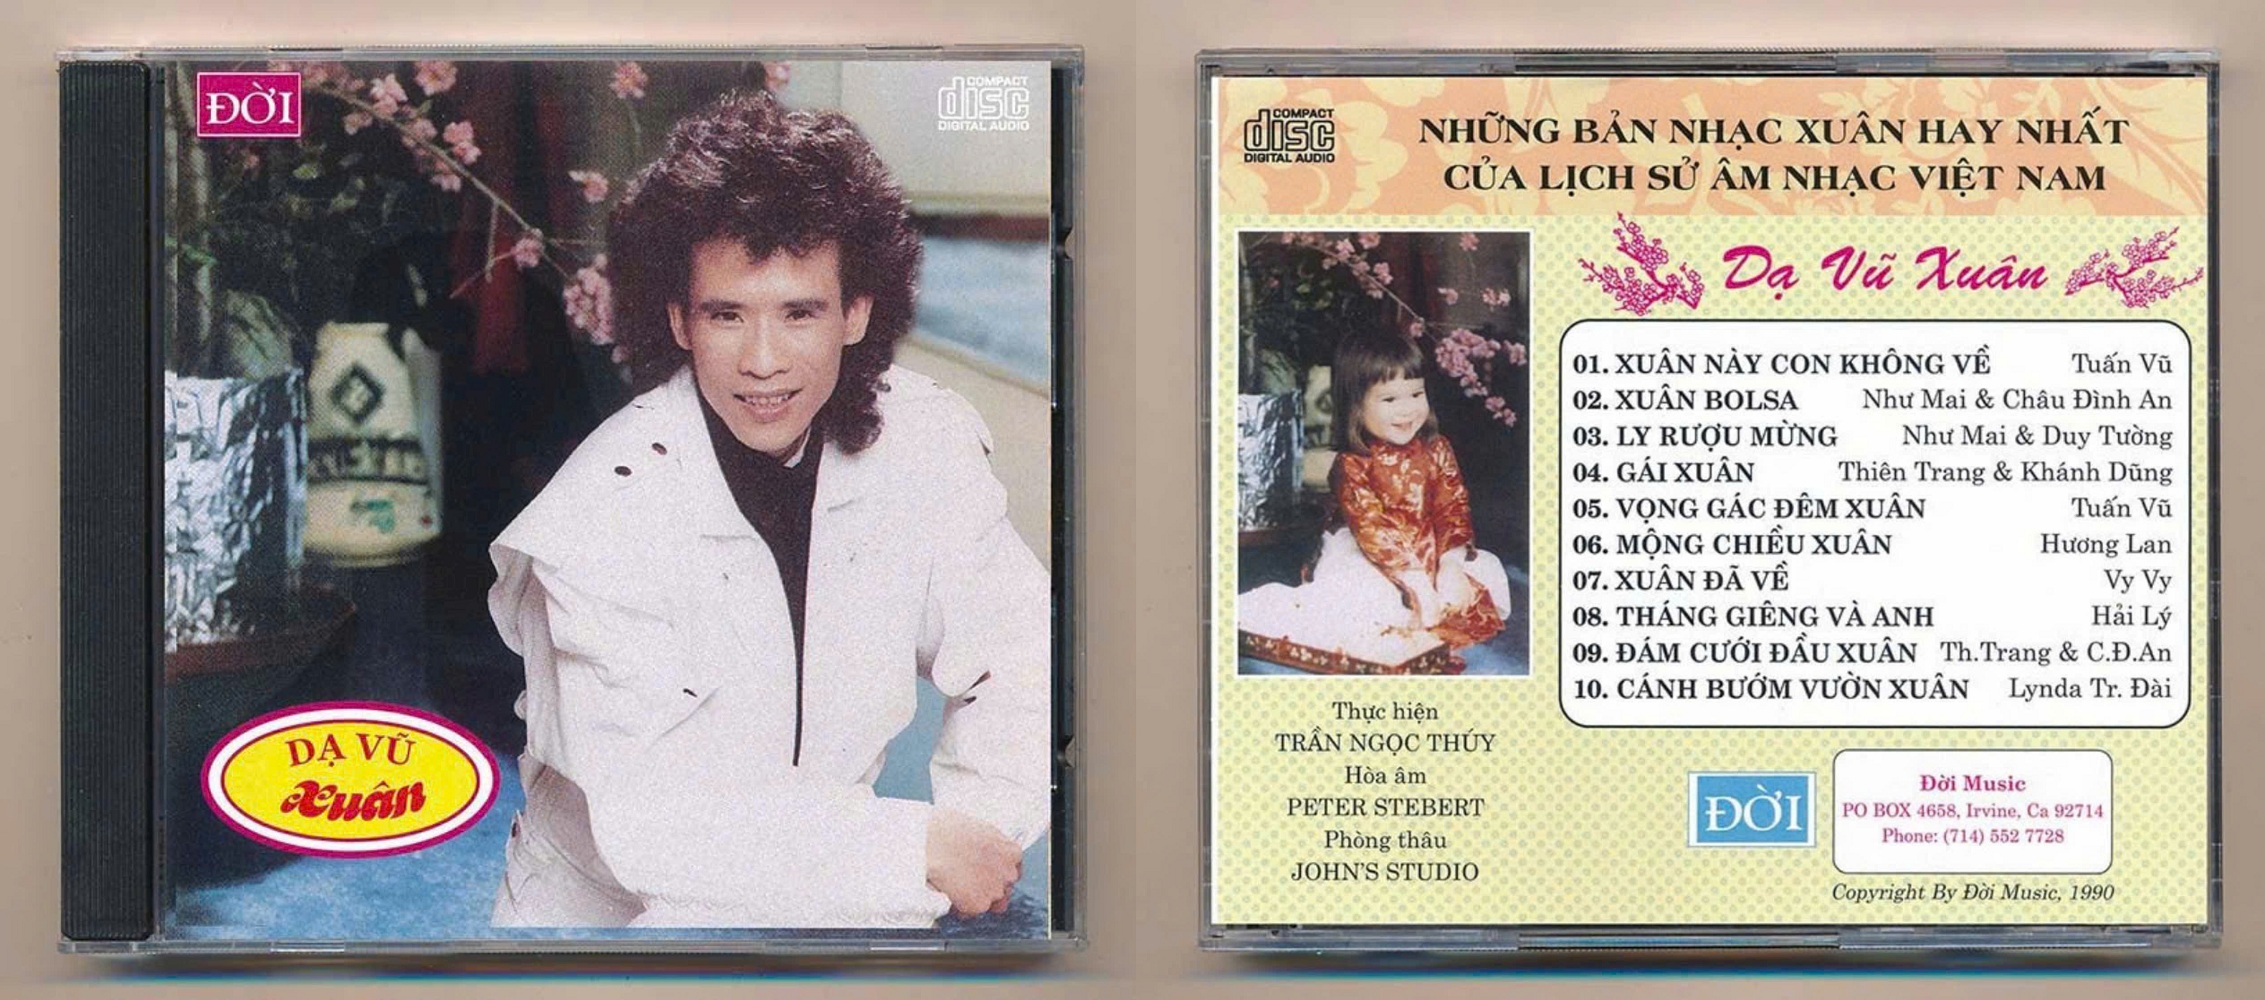 ĐỜI
COMPACT
disc
DIGITAL AUDIO
DẠ VŨ
Xuân
COMPACT
disc
DIGITAL AUDIO
NHỮNG BẢN NHẠC XUÂN HAY NHẤT
CỦA LỊCH SỬ ÂM NHẠC VIỆT NAM
Dạ Vũ Xuân
01. XUÂN NÀY CON KHÔNG VỀ Tuấn Vũ
02. XUÂN BOLSA Như Mai & Châu Đình An
03. LY RƯỢU MỪNG Như Mai & Duy Tường
04. GÁI XUÂN Thiên Trang & Khánh Dũng
05. VỌNG GÁC ĐÊM XUÂN Tuấn Vũ
06. MỘNG CHIỀU XUÂN Hương Lan
07. XUÂN ĐÃ VỀ Vy Vy
08. THÁNG GIÊNG VÀ ANH Hải Lý
09. ĐÁM CƯỚI ĐẦU XUÂN Th.Trang & C.Đ.An
10. CÁNH BƯỚM VƯỜN XUÂN Lynda Tr. Đài
Thực hiện
TRẦN NGỌC THÚY
Hòa âm
PETER STEBERT
Phòng thâu
JOHN'S STUDIO
ĐỜI
Đời Music
PO BOX 4658, Irvine, Ca 92714
Phone: (714) 552 7728
Copyright By Đời Music, 1990